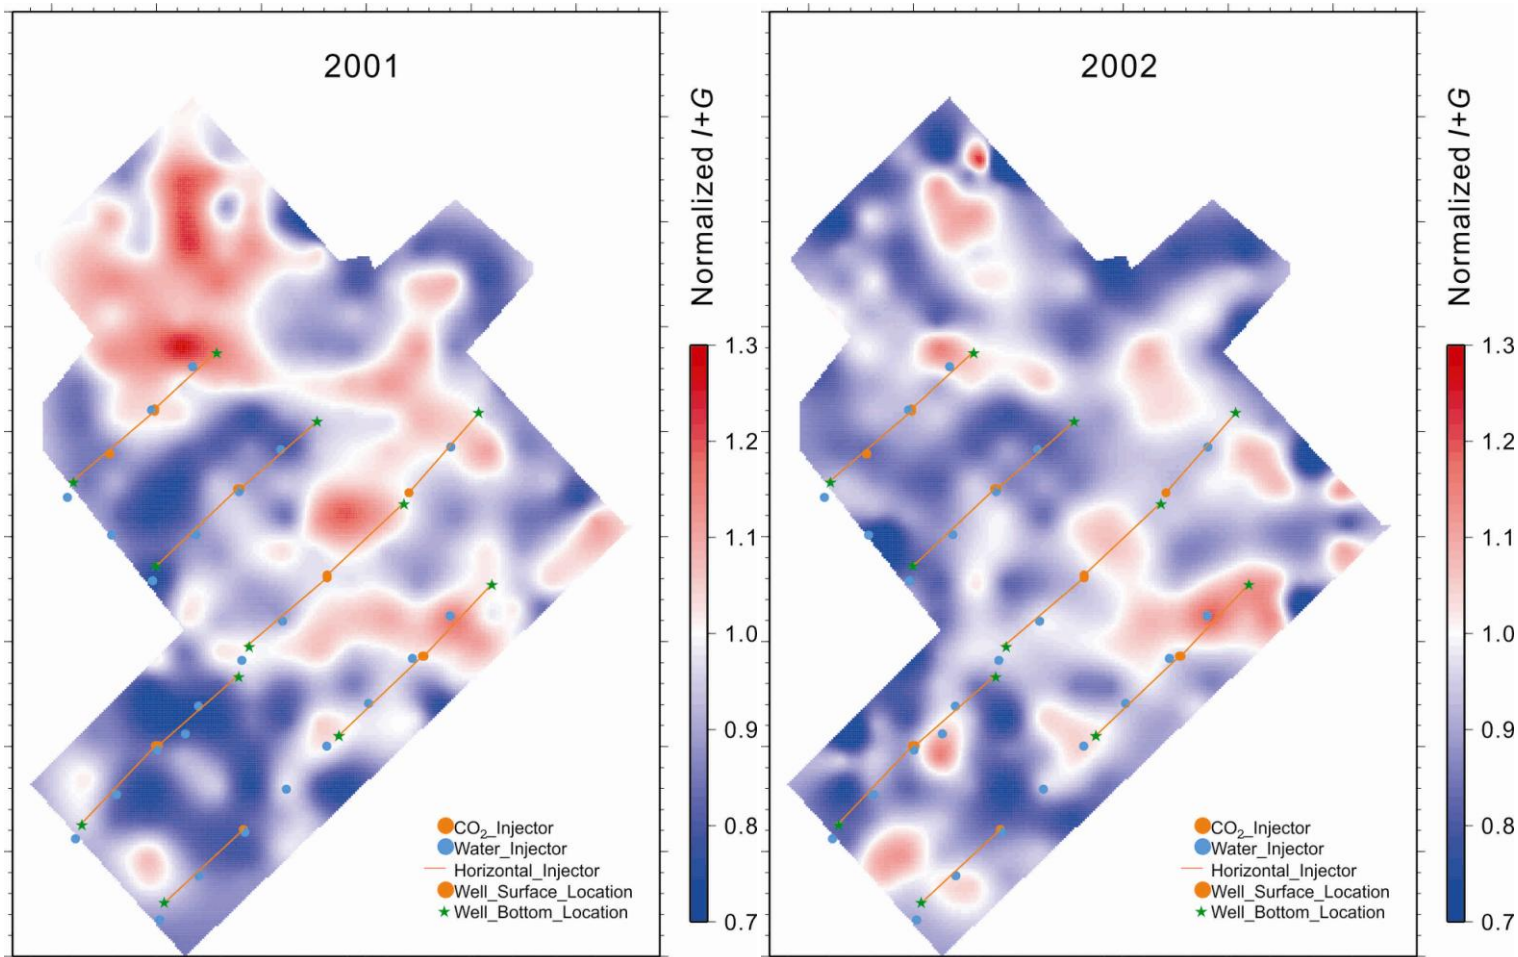 2001
Normalized I+G
1.3
1.2
1.1
1.0
0.9
0.8
0.7
CO₂_Injector
Water_Injector
Horizontal_Injector
Well_Surface_Location
Well_Bottom_Location
2002
Normalized I+G
1.3
1.2
1.1
1.0
0.9
0.8
0.7
CO₂_Injector
Water_Injector
Horizontal_Injector
Well_Surface_Location
Well_Bottom_Location